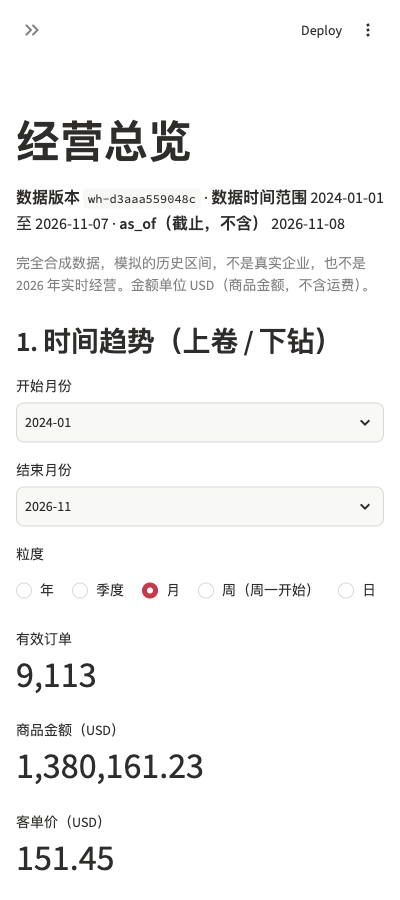 Deploy
经营总览
数据版本 wh-d3aaa559048c · 数据时间范围 2024-01-01
至 2026-11-07 · as_of（截止，不含） 2026-11-08
完全合成数据，模拟的历史区间，不是真实企业，也不是
2026 年实时经营。金额单位 USD（商品金额，不含运费）。
1. 时间趋势（上卷 / 下钻）
开始月份
2024-01
结束月份
2026-11
粒度
年 季度 月 周（周一开始） 日
有效订单
9,113
商品金额（USD）
1,380,161.23
客单价（USD）
151.45